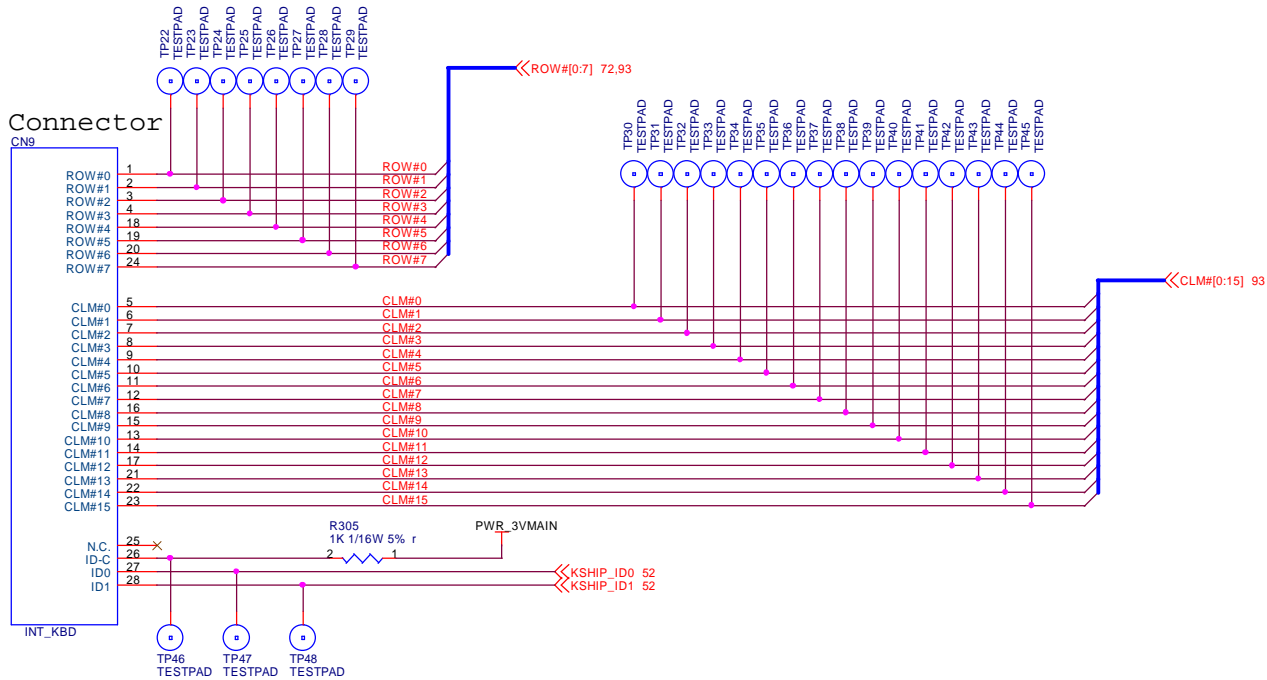 TP22 TESTPAD
TP23 TESTPAD
TP24 TESTPAD
TP25 TESTPAD
TP26 TESTPAD
TP27 TESTPAD
TP28 TESTPAD
TP29 TESTPAD
ROW#[0:7] 72,93
Connector
CN9
ROW#0 1 ROW#0
ROW#1 2 ROW#1
ROW#2 3 ROW#2
ROW#3 4 ROW#3
ROW#4 18 ROW#4
ROW#5 19 ROW#5
ROW#6 20 ROW#6
ROW#7 24 ROW#7
TP30 TESTPAD
TP31 TESTPAD
TP32 TESTPAD
TP33 TESTPAD
TP34 TESTPAD
TP35 TESTPAD
TP36 TESTPAD
TP37 TESTPAD
TP38 TESTPAD
TP39 TESTPAD
TP40 TESTPAD
TP41 TESTPAD
TP42 TESTPAD
TP43 TESTPAD
TP44 TESTPAD
TP45 TESTPAD
CLM#[0:15] 93
CLM#0 5 CLM#0
CLM#1 6 CLM#1
CLM#2 7 CLM#2
CLM#3 8 CLM#3
CLM#4 9 CLM#4
CLM#5 10 CLM#5
CLM#6 11 CLM#6
CLM#7 12 CLM#7
CLM#8 16 CLM#8
CLM#9 15 CLM#9
CLM#10 13 CLM#10
CLM#11 14 CLM#11
CLM#12 17 CLM#12
CLM#13 21 CLM#13
CLM#14 22 CLM#14
CLM#15 23 CLM#15
R305
1K 1/16W 5% r
2 1
PWR_3VMAIN
N.C. 25
ID-C 26
ID0 27 KSHIP_ID0 52
ID1 28 KSHIP_ID1 52
INT_KBD
TP46 TESTPAD
TP47 TESTPAD
TP48 TESTPAD